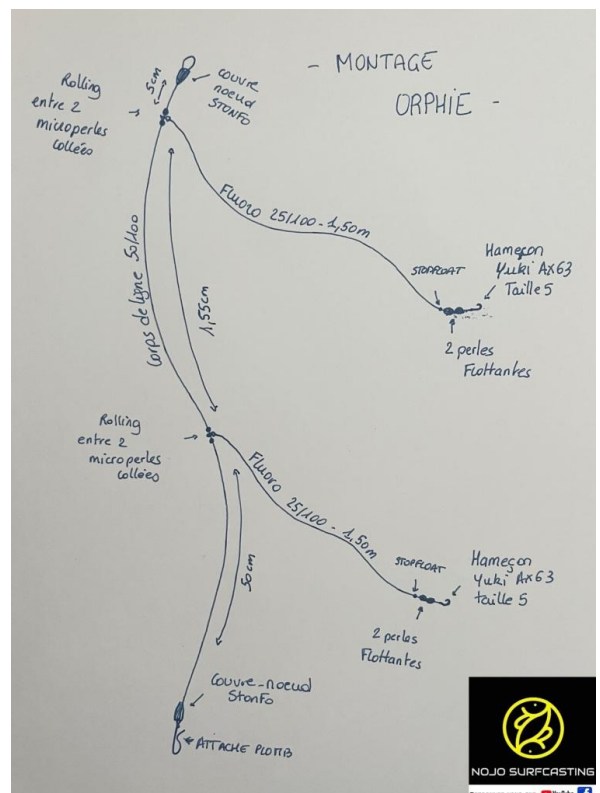 - MONTAGE
ORPHIE -
couvre
noeud
STONFO
5cm
Rolling
entre 2
microperles
collées
Fluoro 25/100 - 1,50m
Corps de ligne 50/100
1,55cm
STOPFLOAT
Hameçon
Yuki AX63
Taille 5
2 perles
Flottantes
Rolling
entre 2
microperles
collées
Fluoro 25/100 - 1,50m
50cm
STOPFLOAT
Hameçon
Yuki AX63
taille 5
2 perles
Flottantes
Couvre-noeud
StonFo
ATTACHE PLOMB
NOJO SURFCASTING